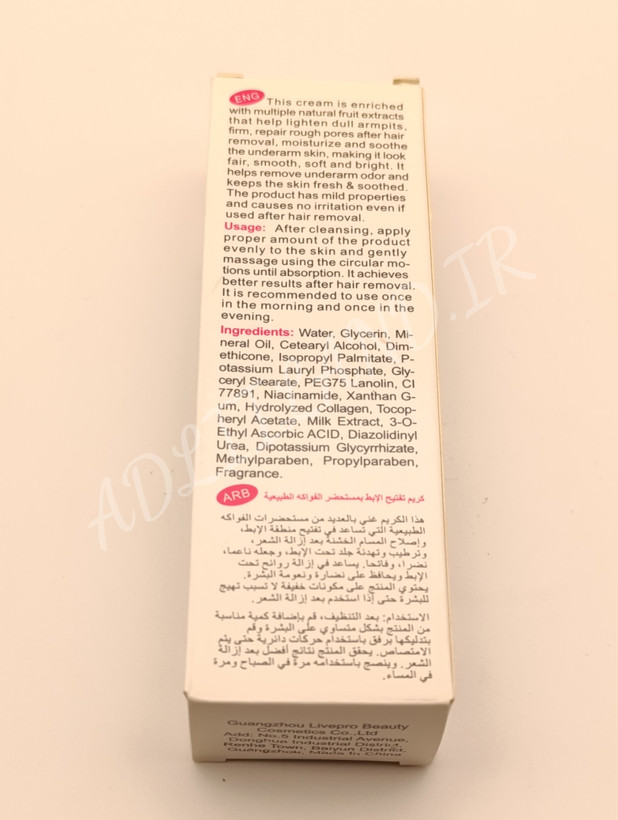 ENG This cream is enriched
with multiple natural fruit extracts
that help lighten dull armpits,
firm, repair rough pores after hair
removal, moisturize and soothe
the underarm skin, making it look
fair, smooth, soft and bright. It
helps remove underarm odor and
keeps the skin fresh & soothed.
The product has mild properties
and causes no irritation even if
used after hair removal.
Usage: After cleansing, apply
proper amount of the product
evenly to the skin and gently
massage using the circular mo-
tions until absorption. It achieves
better results after hair removal.
It is recommended to use once
in the morning and once in the
evening.
Ingredients: Water, Glycerin, Mi-
neral Oil, Cetearyl Alcohol, Dim-
ethicone, Isopropyl Palmitate, P-
otassium Lauryl Phosphate, Gly-
ceryl Stearate, PEG75 Lanolin, CI
77891, Niacinamide, Xanthan G-
um, Hydrolyzed Collagen, Tocop-
heryl Acetate, Milk Extract, 3-O-
Ethyl Ascorbic ACID, Diazolidinyl
Urea, Dipotassium Glycyrrhizate,
Methylparaben, Propylparaben,
Fragrance.
ARB كريم تفتيح الإبط بمستحضر الفواكه الطبيعية
هذا الكريم غني بالعديد من مستحضرات الفواكه
الطبيعية التي تساعد في تفتيح منطقة الإبط،
وإصلاح المسام الخشنة بعد إزالة الشعر،
وترطيب وتهدئة جلد تحت الإبط، وجعله ناعما،
نضرا، وفاتحا. يساعد في إزالة روائح تحت
الإبط ويحافظ على نضارة ونعومة البشرة.
يحتوي المنتج على مكونات خفيفة لا تسبب تهيج
للبشرة حتى إذا استخدم بعد إزالة الشعر.
الاستخدام: بعد التنظيف، قم بإضافة كمية مناسبة
من المنتج بشكل متساوي على البشرة وقم
بتدليكها برفق باستخدام حركات دائرية حتى يتم
الامتصاص. يحقق المنتج نتائج أفضل بعد إزالة
الشعر. وينصح باستخدامه مرة في الصباح ومرة
في المساء.
Guangzhou Livepro Beauty
Cosmetics Co.,Ltd
Add: No.5 Industrial Avenue,
Donghua Industrial District,
Renhe Town, Baiyun District,
Guangzhok, Made In China